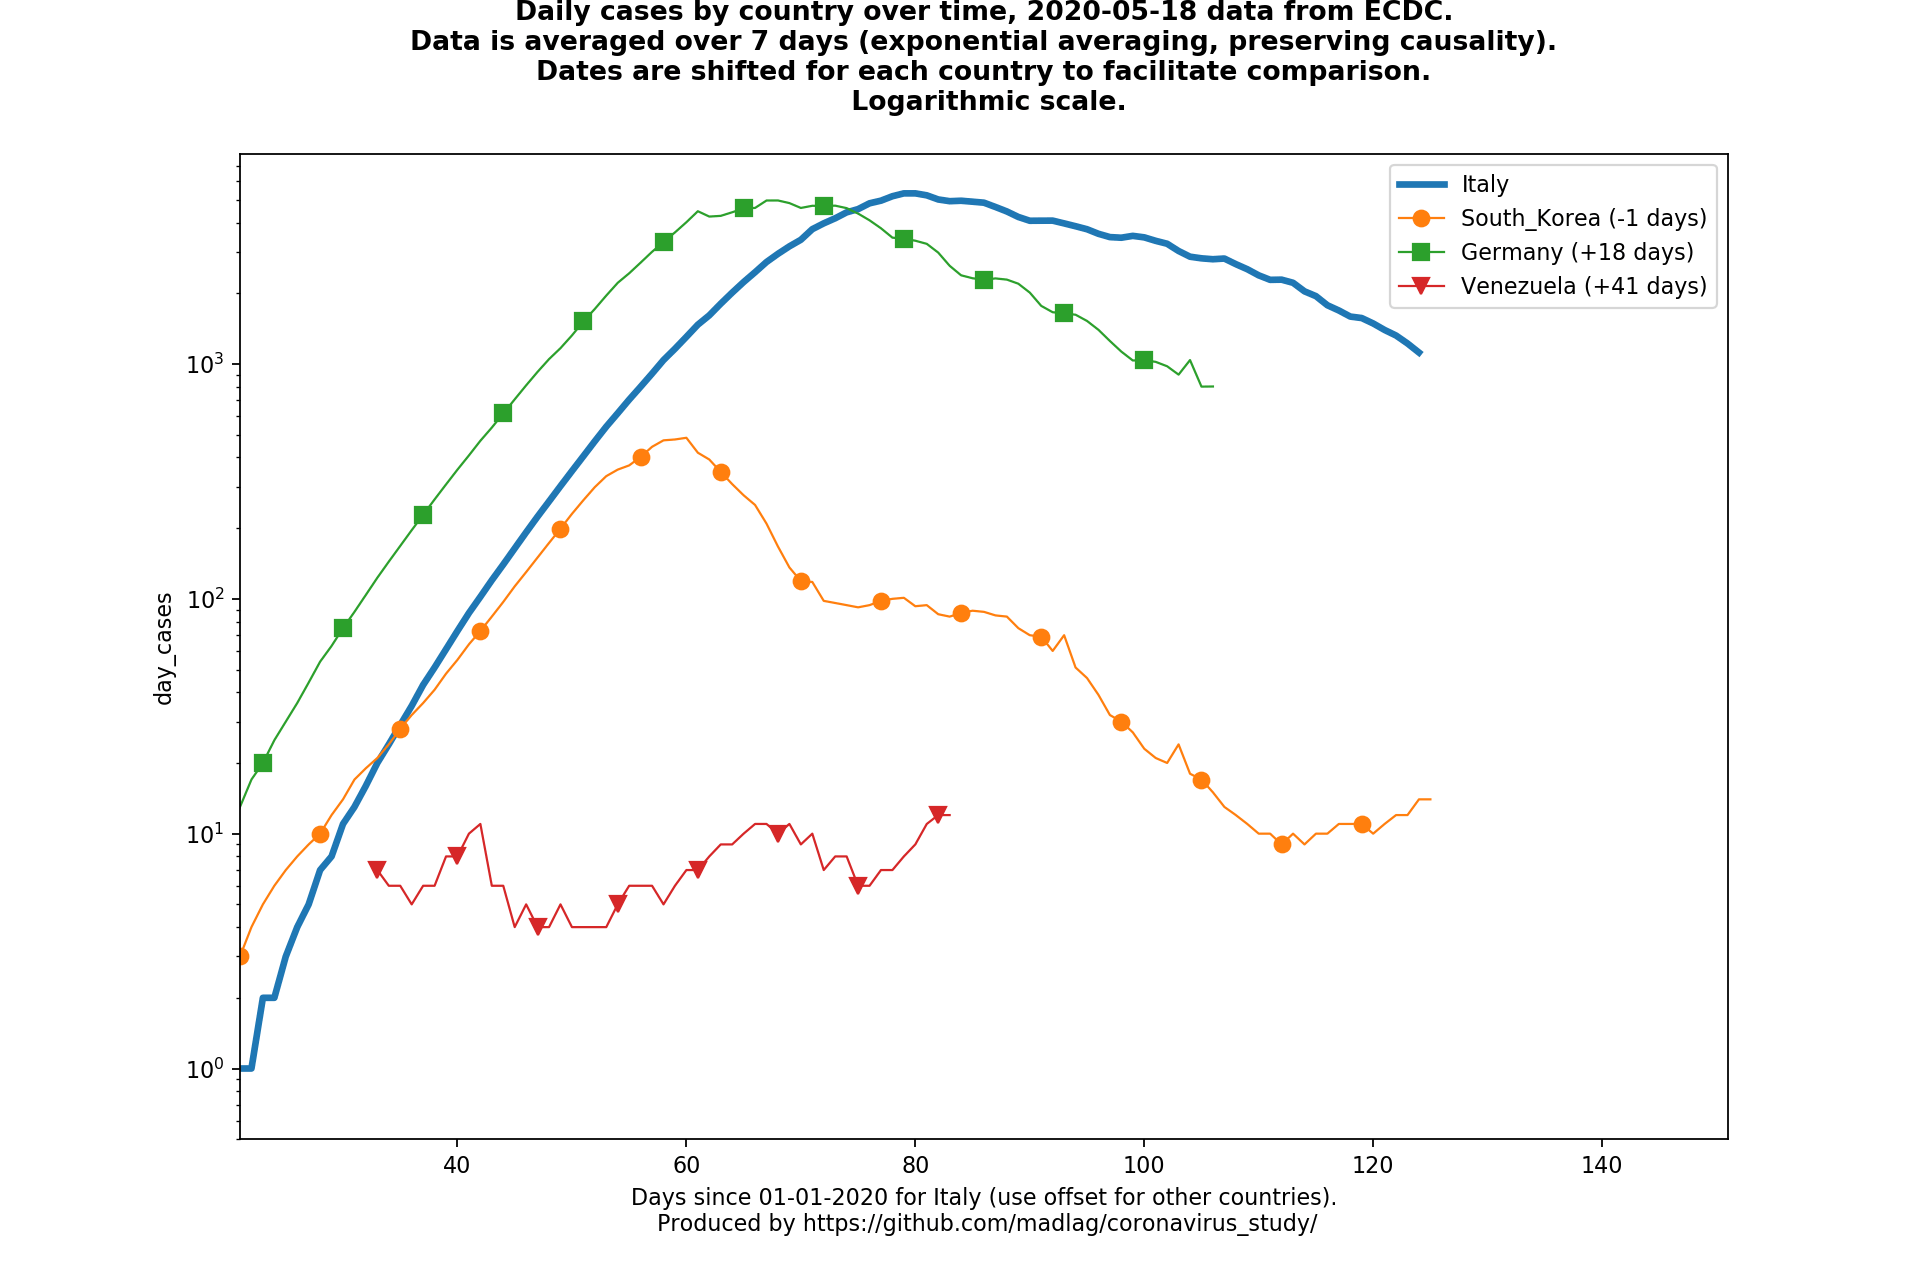 Daily cases by country over time, 2020-05-18 data from ECDC.
Data is averaged over 7 days (exponential averaging, preserving causality).
Dates are shifted for each country to facilitate comparison.
Logarithmic scale.
Italy
South_Korea (-1 days)
Germany (+18 days)
Venezuela (+41 days)
10³
10²
10¹
10⁰
day_cases
40 60 80 100 120 140
Days since 01-01-2020 for Italy (use offset for other countries).
Produced by https://github.com/madlag/coronavirus_study/